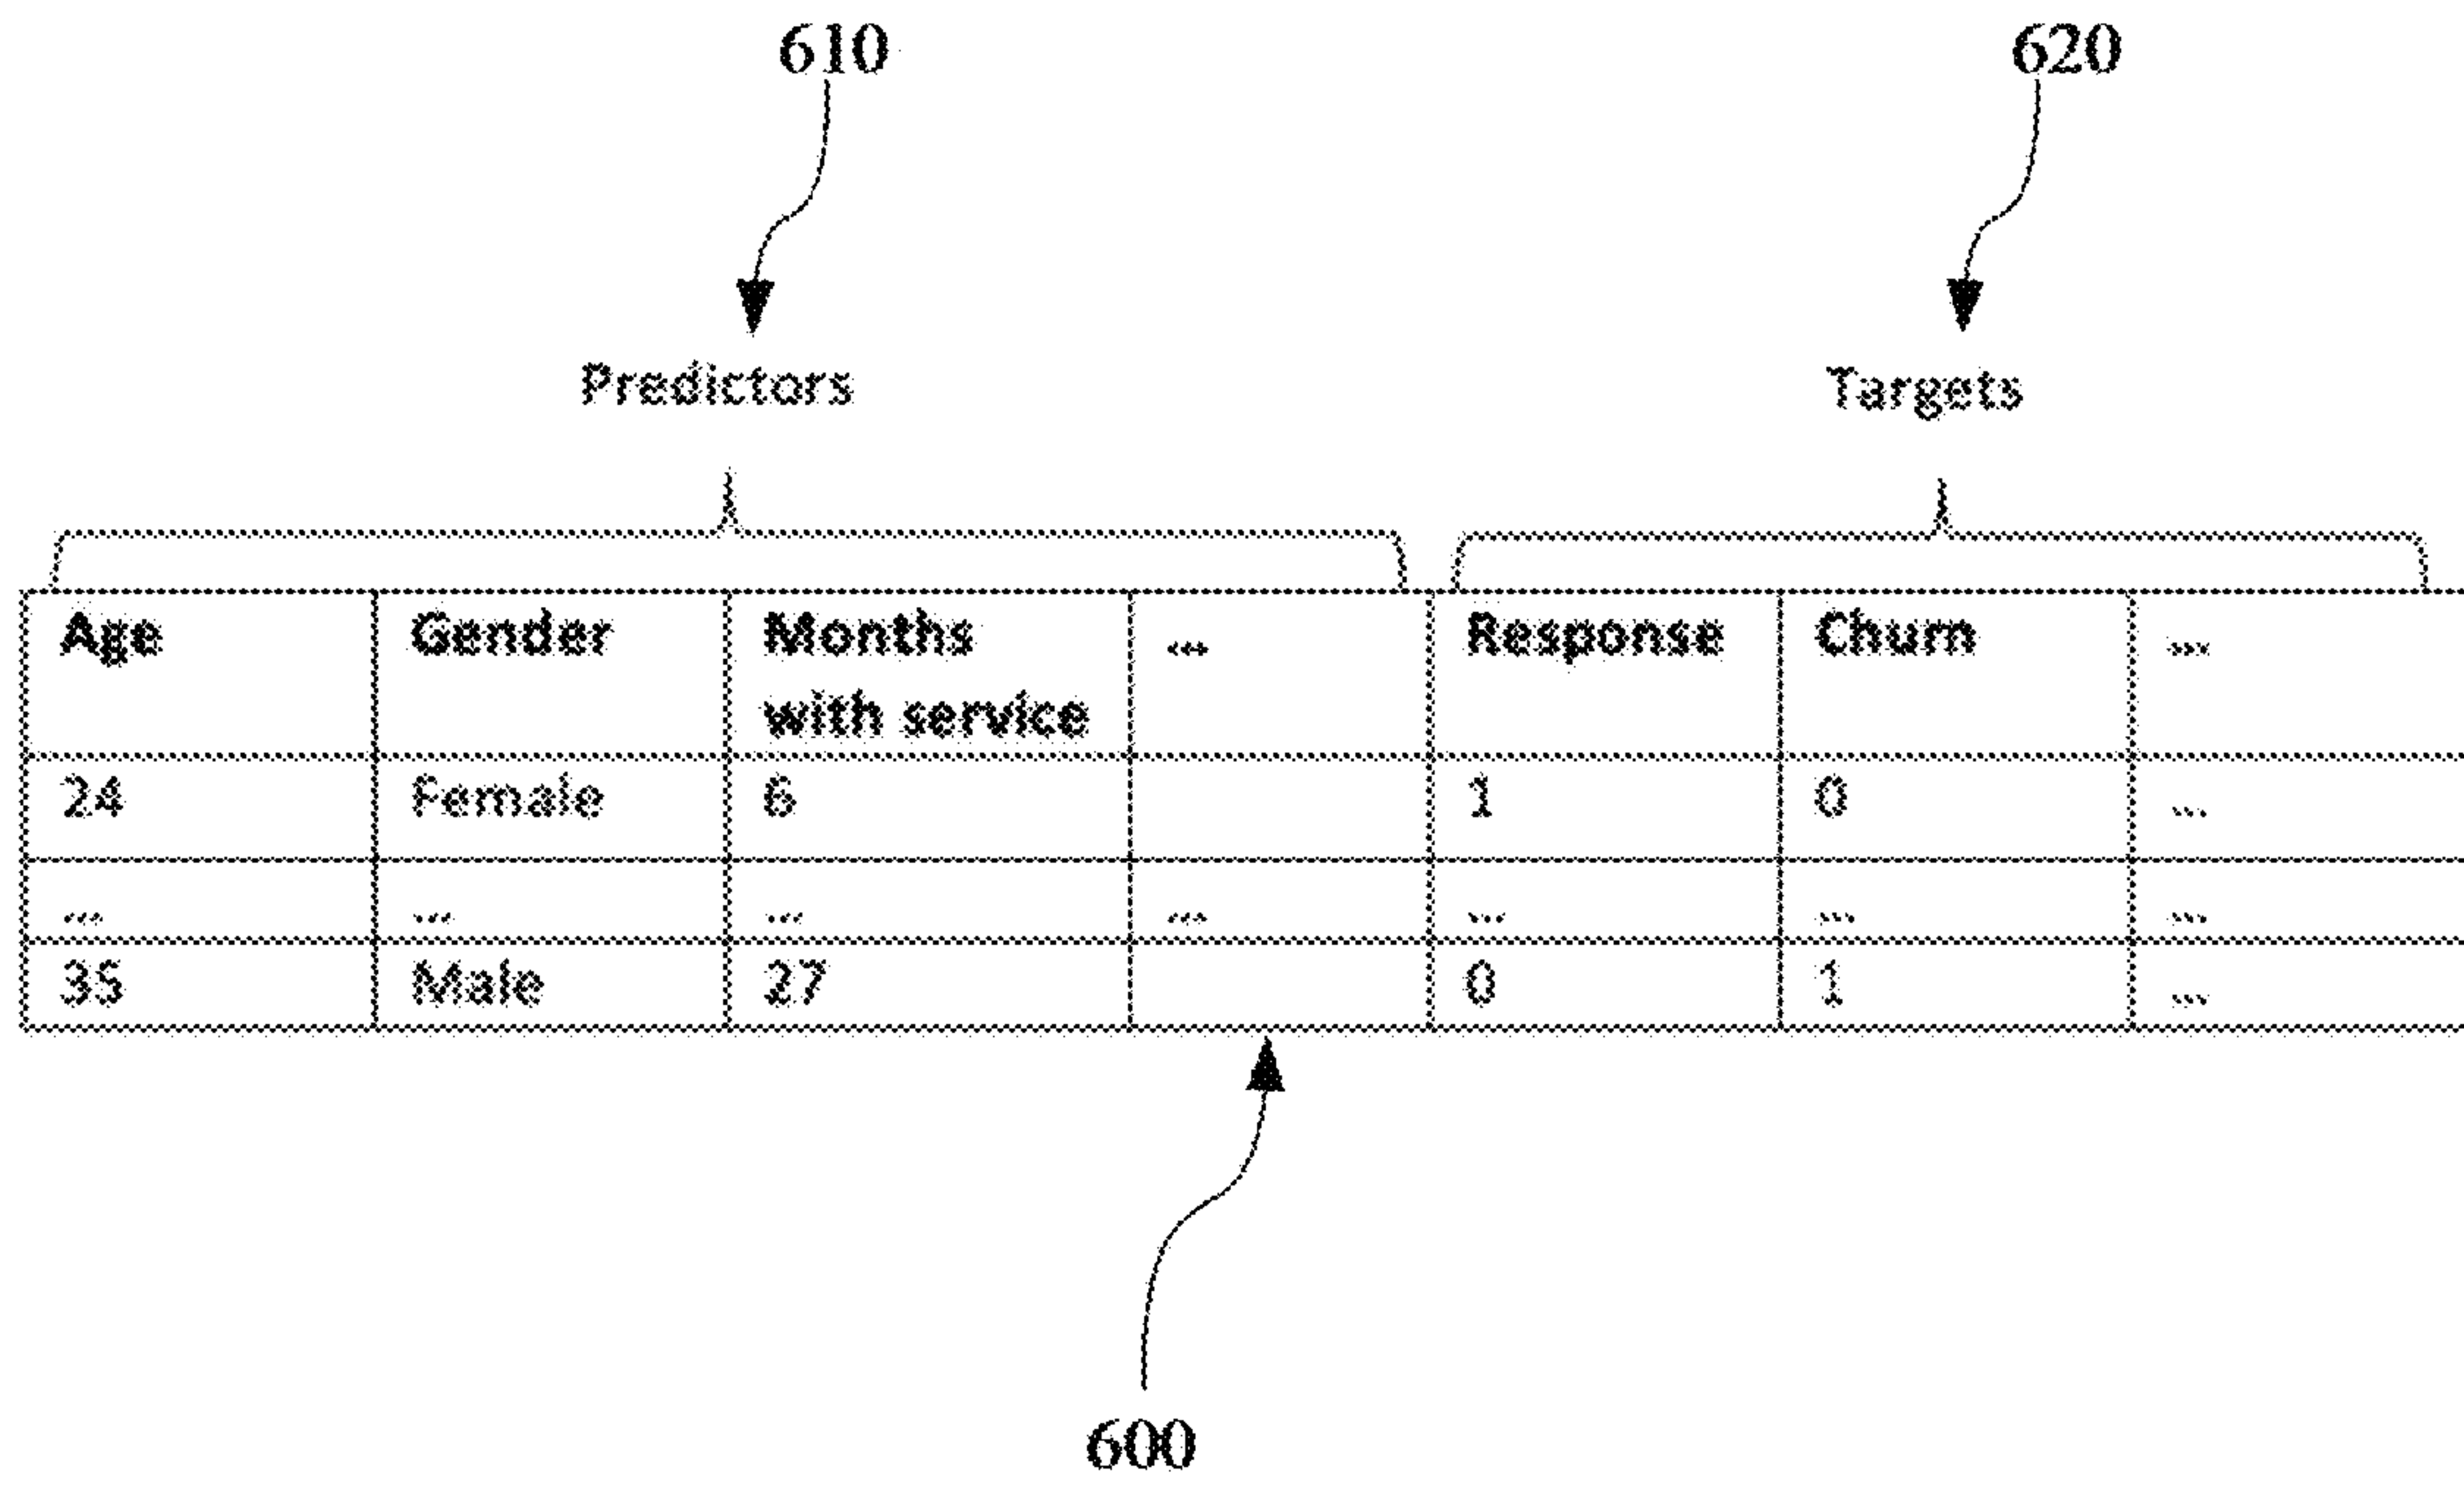 610 620
Predictors Targets
Age Gender Months with service ... Response Churn ...
24 Female 6 1 0 ...
... ... ... ... ... ... ...
35 Male 27 0 1 ...
600